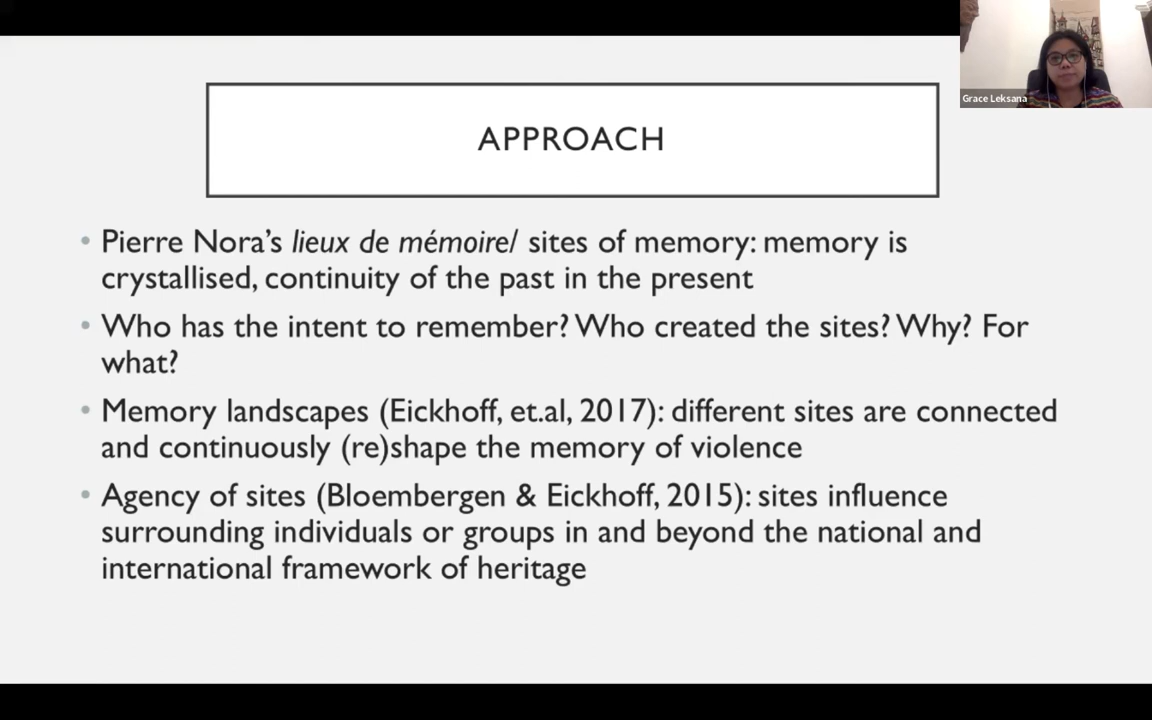 Grace Leksana
APPROACH
• Pierre Nora's lieux de mémoire/ sites of memory: memory is
crystallised, continuity of the past in the present
• Who has the intent to remember? Who created the sites? Why? For
what?
• Memory landscapes (Eickhoff, et.al, 2017): different sites are connected
and continuously (re)shape the memory of violence
• Agency of sites (Bloembergen & Eickhoff, 2015): sites influence
surrounding individuals or groups in and beyond the national and
international framework of heritage